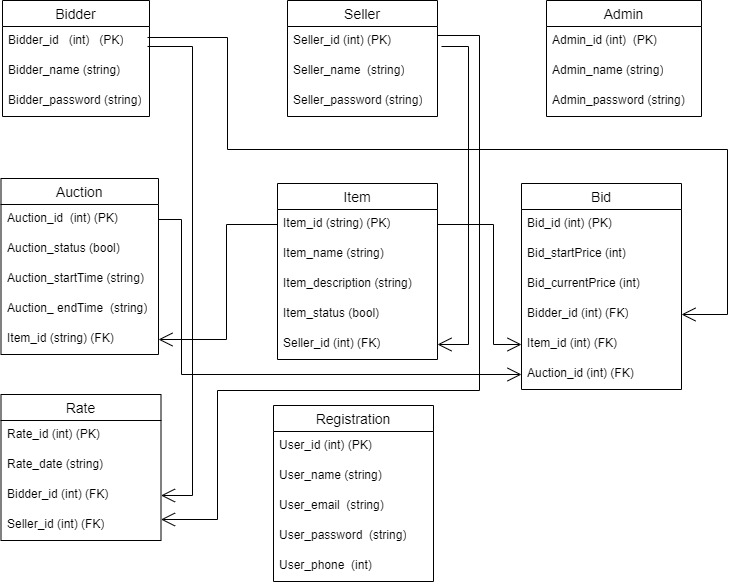 Bidder
Bidder_id (int) (PK)
Bidder_name (string)
Bidder_password (string)
Seller
Seller_id (int) (PK)
Seller_name (string)
Seller_password (string)
Admin
Admin_id (int) (PK)
Admin_name (string)
Admin_password (string)
Auction
Auction_id (int) (PK)
Auction_status (bool)
Auction_startTime (string)
Auction_ endTime (string)
Item_id (string) (FK)
Item
Item_id (string) (PK)
Item_name (string)
Item_description (string)
Item_status (bool)
Seller_id (int) (FK)
Bid
Bid_id (int) (PK)
Bid_startPrice (int)
Bid_currentPrice (int)
Bidder_id (int) (FK)
Item_id (int) (FK)
Auction_id (int) (FK)
Rate
Rate_id (int) (PK)
Rate_date (string)
Bidder_id (int) (FK)
Seller_id (int) (FK)
Registration
User_id (int) (PK)
User_name (string)
User_email (string)
User_password (string)
User_phone (int)